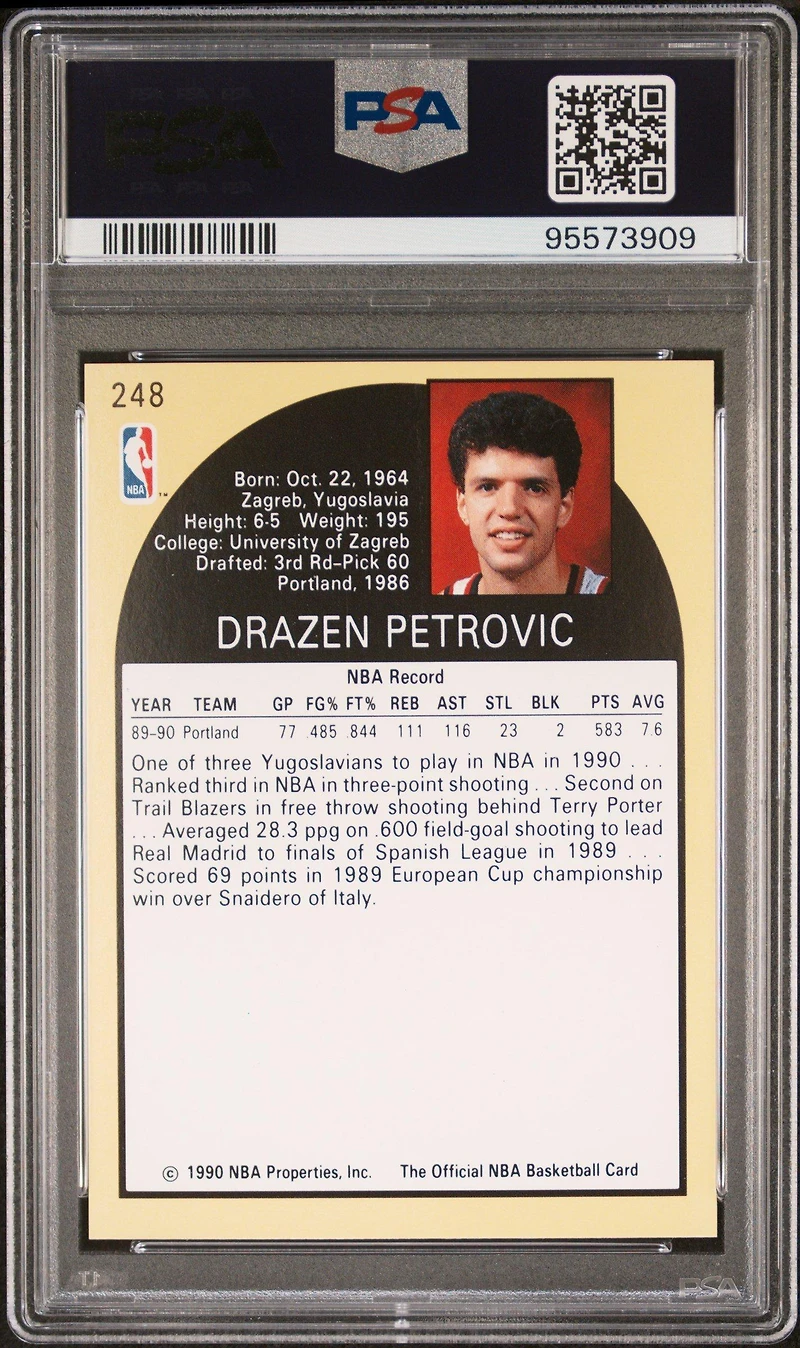 PSA
95573909
248
NBA
Born: Oct. 22, 1964
Zagreb, Yugoslavia
Height: 6-5 Weight: 195
College: University of Zagreb
Drafted: 3rd Rd–Pick 60
Portland, 1986
DRAZEN PETROVIC
NBA Record
YEAR TEAM GP FG% FT% REB AST STL BLK PTS AVG
89–90 Portland 77 .485 .844 111 116 23 2 583 7.6
One of three Yugoslavians to play in NBA in 1990 . . .
Ranked third in NBA in three-point shooting . . . Second on
Trail Blazers in free throw shooting behind Terry Porter
. . . Averaged 28.3 ppg on .600 field-goal shooting to lead
Real Madrid to finals of Spanish League in 1989 . . .
Scored 69 points in 1989 European Cup championship
win over Snaidero of Italy.
© 1990 NBA Properties, Inc. The Official NBA Basketball Card
PSA